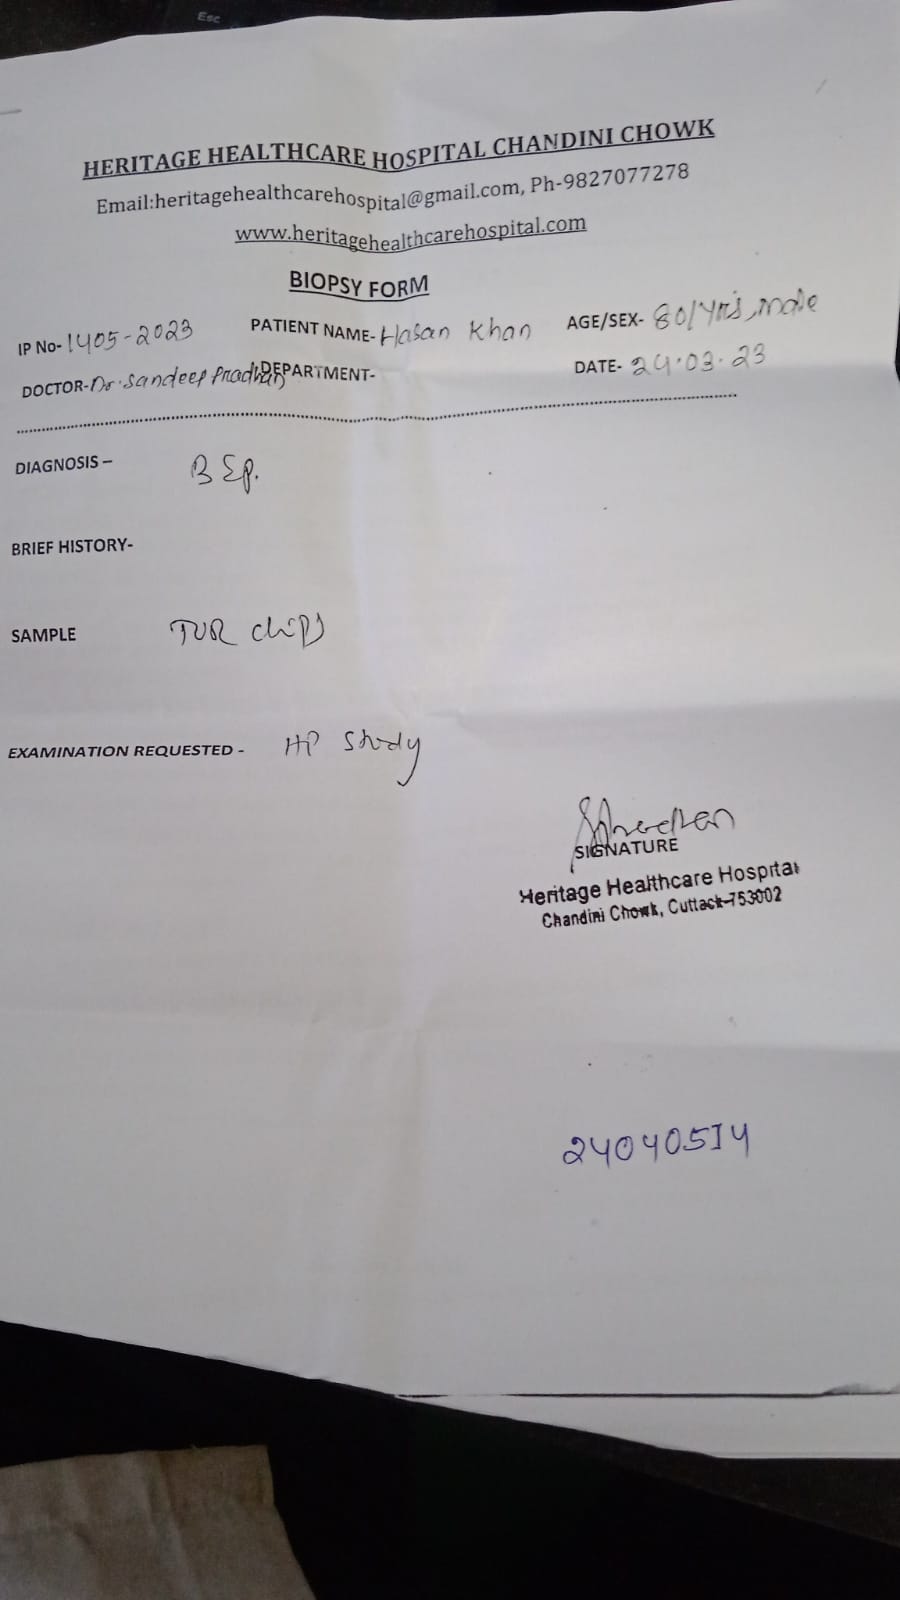 Esc
HERITAGE HEALTHCARE HOSPITAL CHANDINI CHOWK
Email:heritagehealthcarehospital@gmail.com, Ph-9827077278
www.heritagehealthcarehospital.com
BIOPSY FORM
IP No- 1405-2023 PATIENT NAME- Hasan Khan AGE/SEX- 80/Yrs, male
DOCTOR- Dr. Sandeep Pradhan DEPARTMENT- DATE- 24.03.23
DIAGNOSIS – BEP.
BRIEF HISTORY-
SAMPLE TUR chips
EXAMINATION REQUESTED - HP Study
SPradhan
SIGNATURE
Heritage Healthcare Hospital
Chandini Chowk, Cuttack-753002
24040514